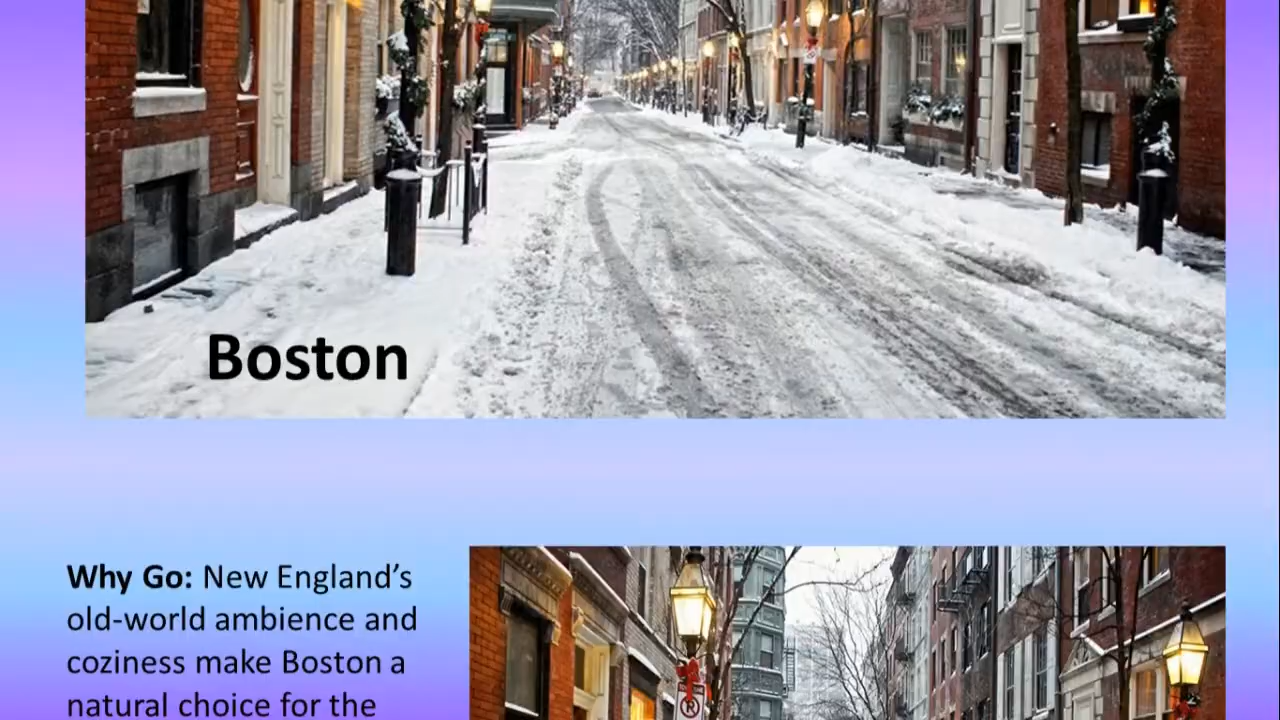 Boston
Why Go: New England’s
old-world ambience and
coziness make Boston a
natural choice for the